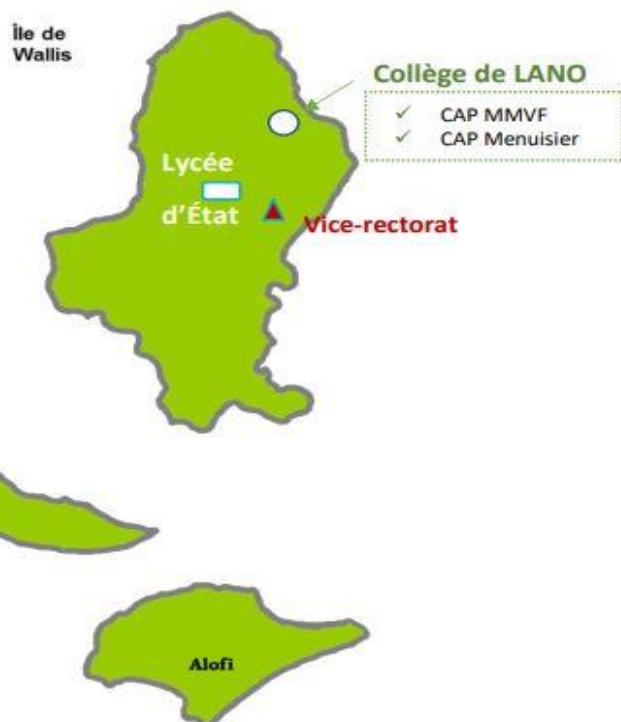 Île de
Wallis
Collège de LANO
✓ CAP MMVF
✓ CAP Menuisier
Lycée
d'État
Vice-rectorat
Alofi